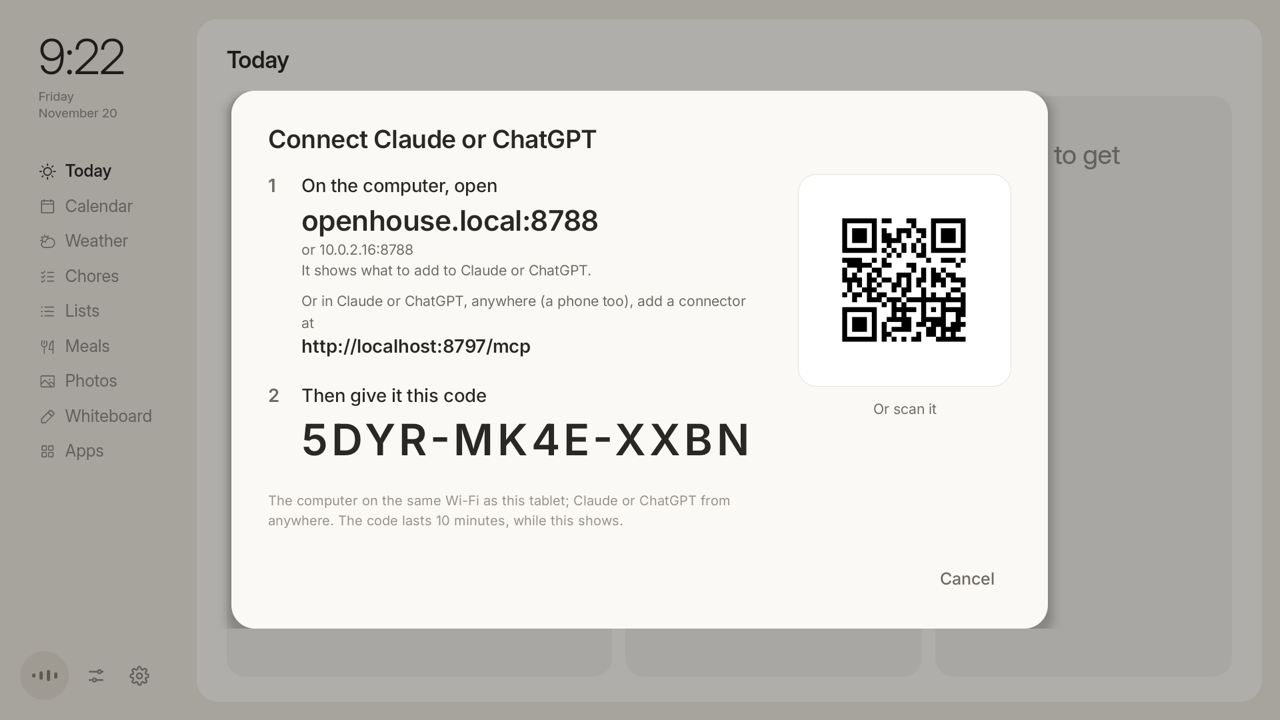 9:22
Friday
November 20
Today
Calendar
Weather
Chores
Lists
Meals
Photos
Whiteboard
Apps
Today
to get
Connect Claude or ChatGPT
1 On the computer, open
openhouse.local:8788
or 10.0.2.16:8788
It shows what to add to Claude or ChatGPT.
Or in Claude or ChatGPT, anywhere (a phone too), add a connector
at
http://localhost:8797/mcp
2 Then give it this code
5DYR-MK4E-XXBN
Or scan it
The computer on the same Wi-Fi as this tablet; Claude or ChatGPT from
anywhere. The code lasts 10 minutes, while this shows.
Cancel